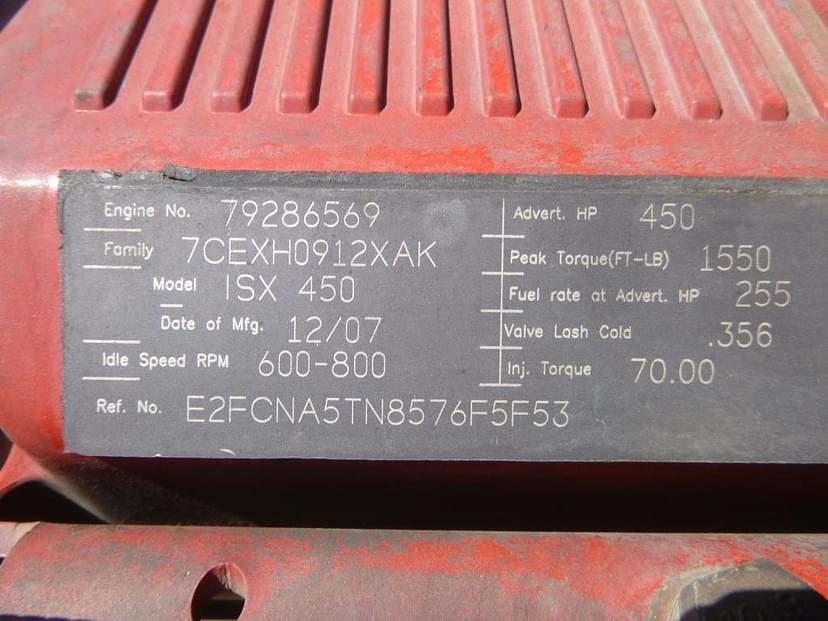 Engine No. 79286569
Family 7CEXH0912XAK
Model ISX 450
Date of Mfg. 12/07
Idle Speed RPM 600-800
Ref. No. E2FCNA5TN8576F5F53
Advert. HP 450
Peak Torque(FT-LB) 1550
Fuel rate at Advert. HP 255
Valve Lash Cold .356
Inj. Torque 70.00